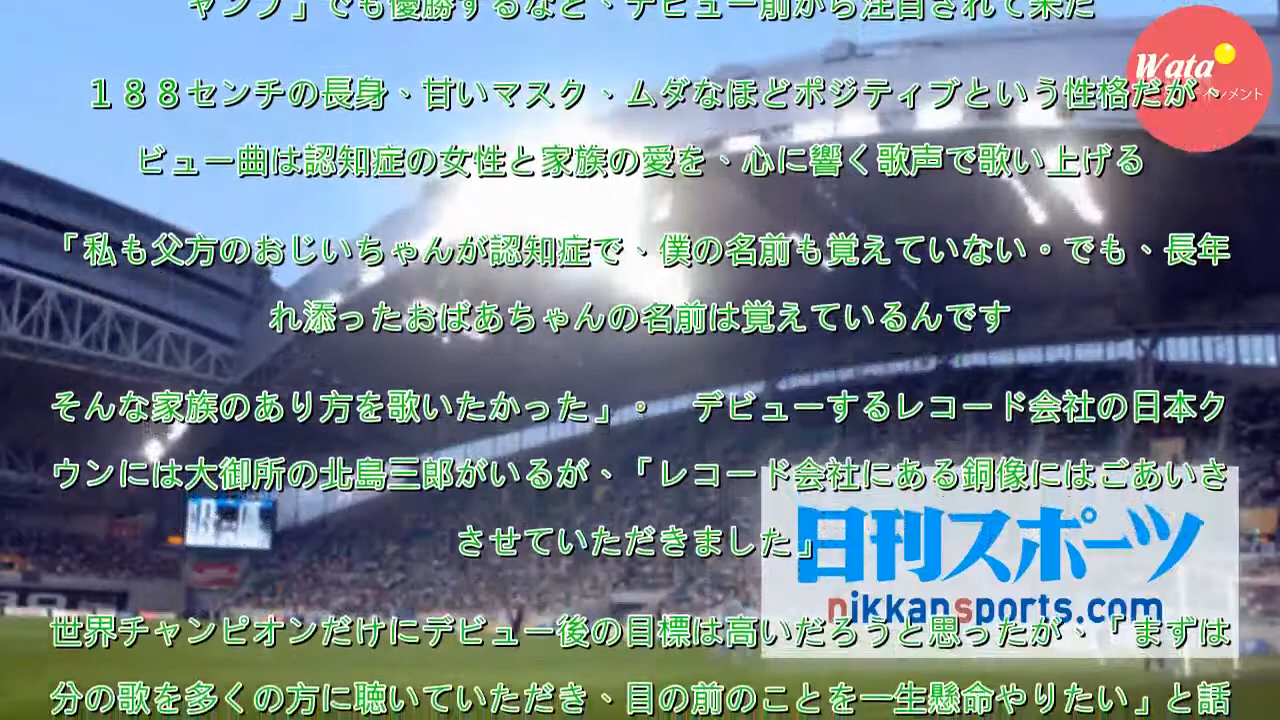 ャンプ」でも優勝するなど、デビュー前から注目されて来た
Wata
１８８センチの長身、甘いマスク、ムダなほどポジティブという性格だが、
ビュー曲は認知症の女性と家族の愛を、心に響く歌声で歌い上げる
「私も父方のおじいちゃんが認知症で、僕の名前も覚えていない・でも、長年
れ添ったおばあちゃんの名前は覚えているんです
そんな家族のあり方を歌いたかった」。　デビューするレコード会社の日本ク
ウンには大御所の北島三郎がいるが、「レコード会社にある銅像にはごあいさ
させていただきました」
日刊スポーツ
nikkansports.com
世界チャンピオンだけにデビュー後の目標は高いだろうと思ったが、「まずは
分の歌を多くの方に聴いていただき、目の前のことを一生懸命やりたい」と話